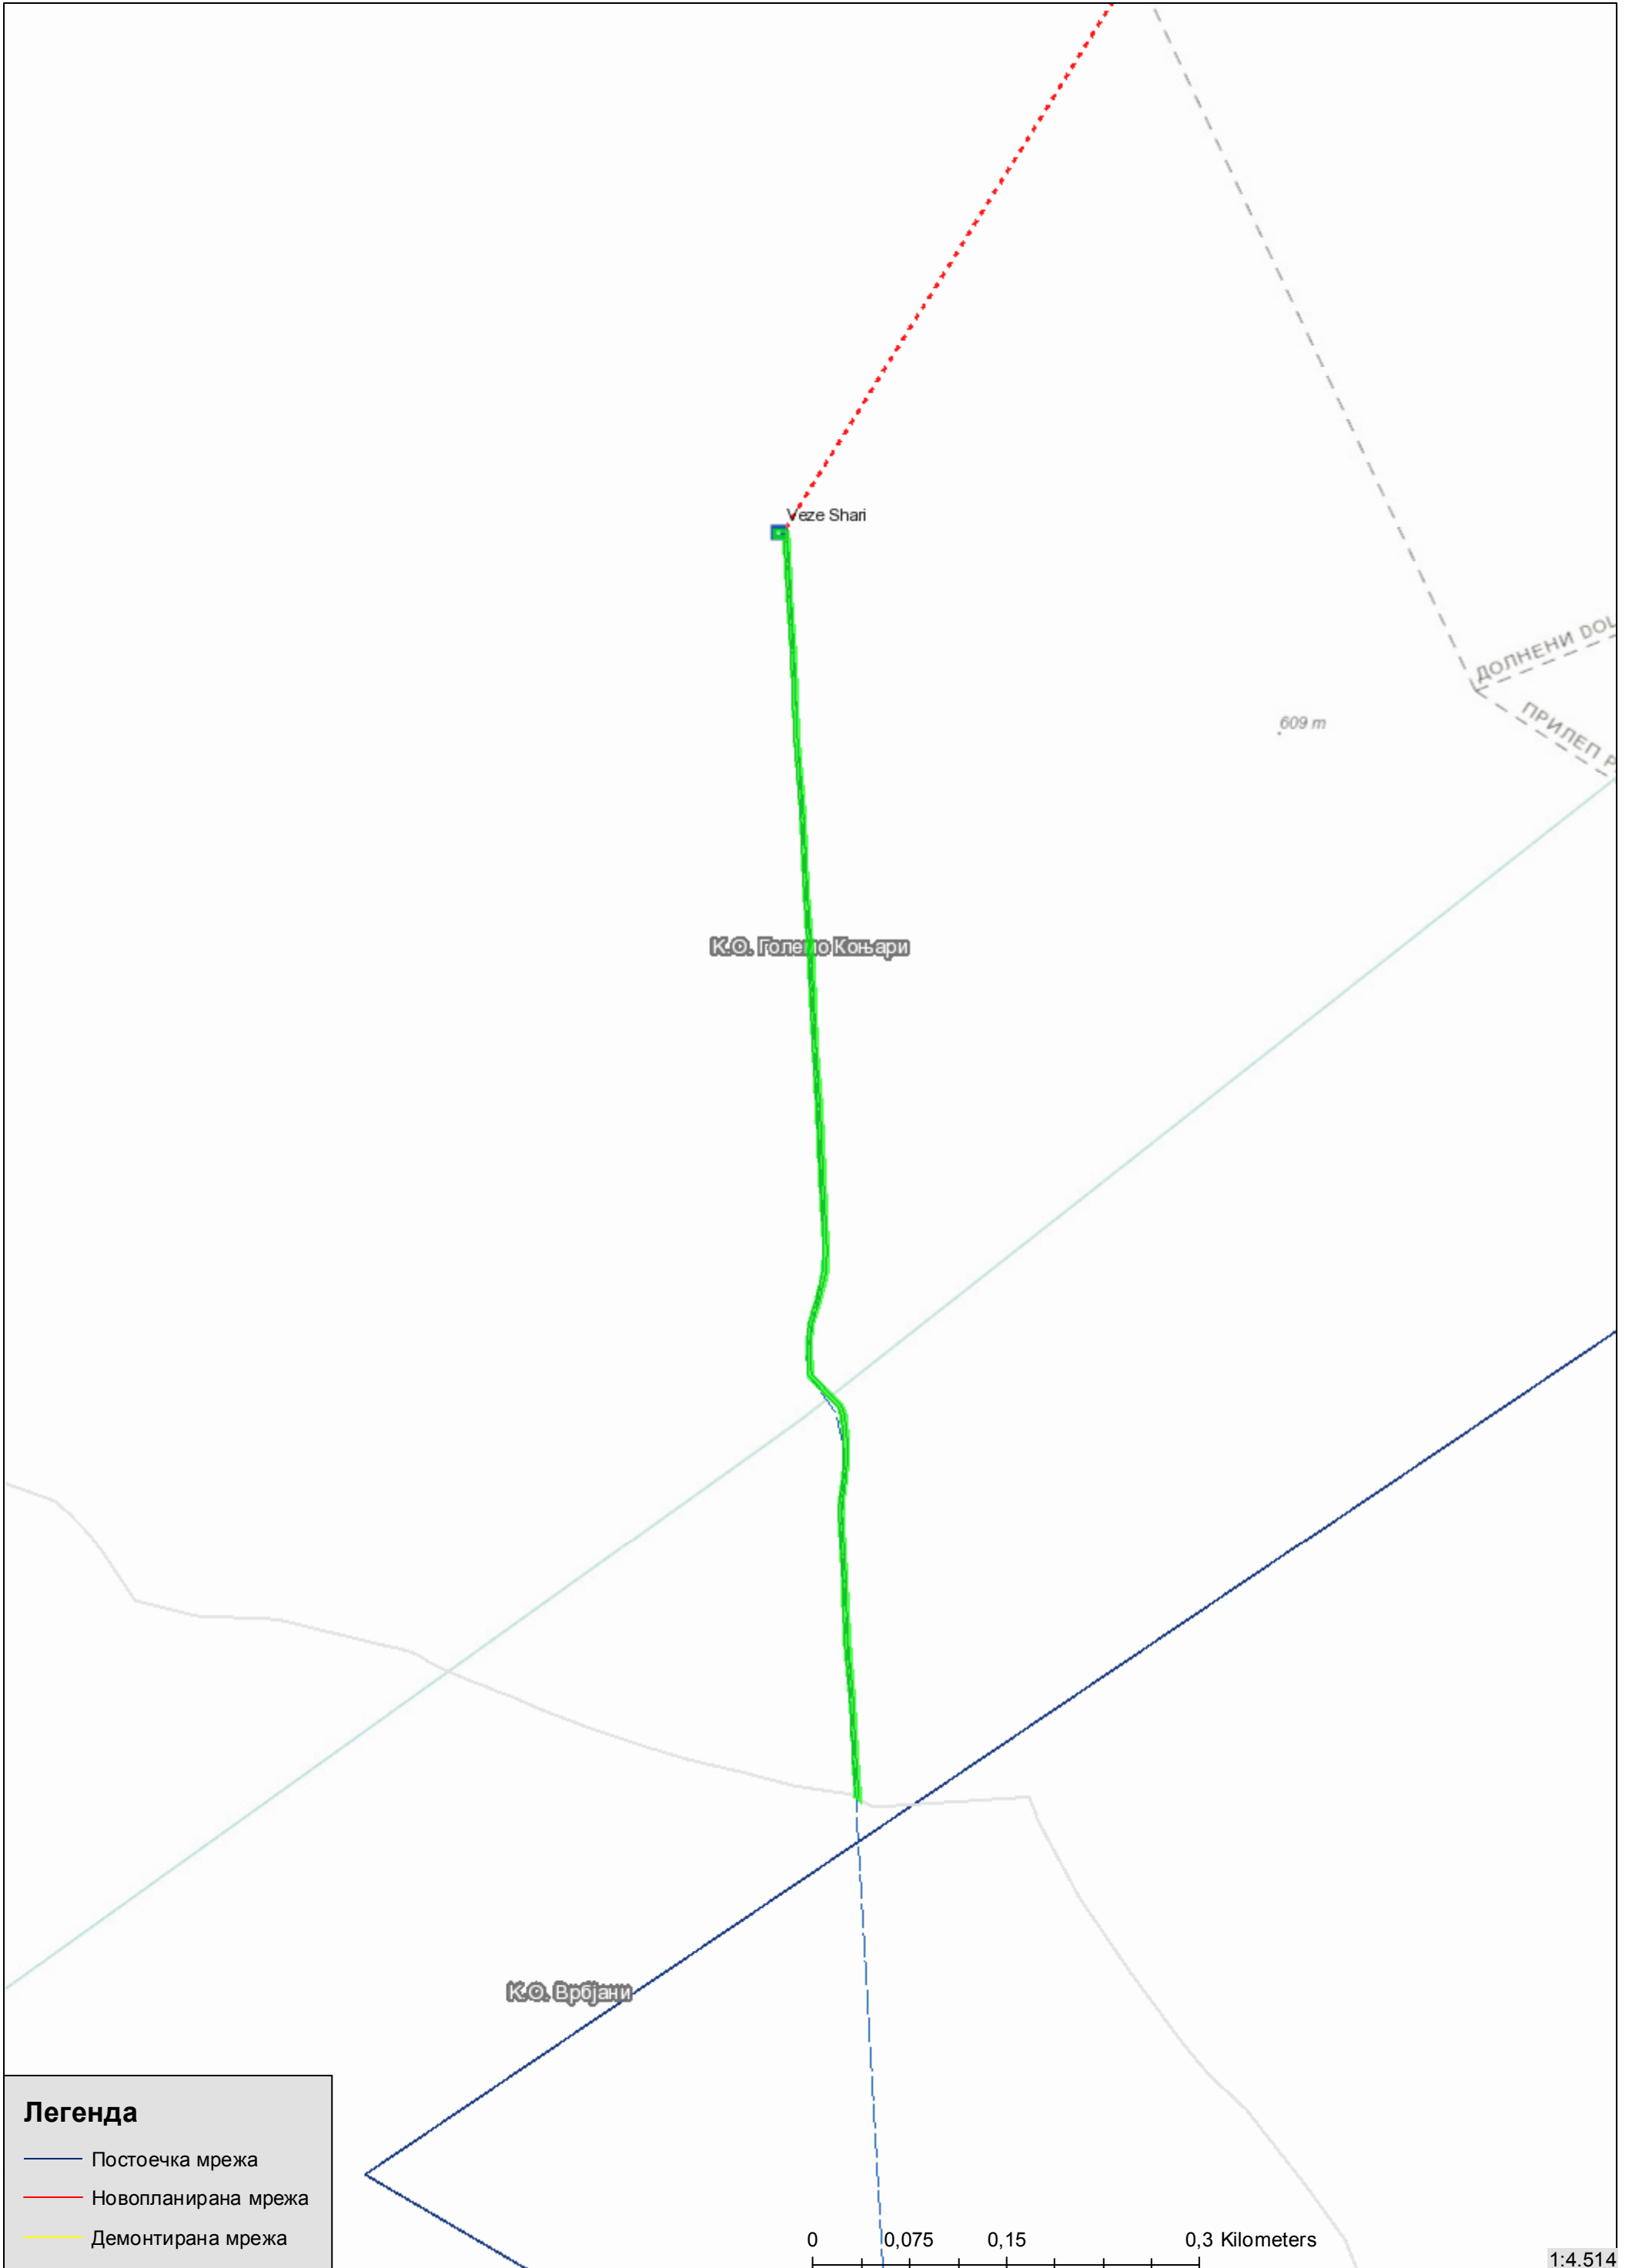 Veze Shari
ДОЛНЕНИ DOL
609 m
ПРИЛЕП P
К.О. Големо Коњари
К.О. Врбјани
Легенда
Постоечка мрежа
Новопланирана мрежа
Демонтирана мрежа
0 0,075 0,15 0,3 Kilometers
1:4.514